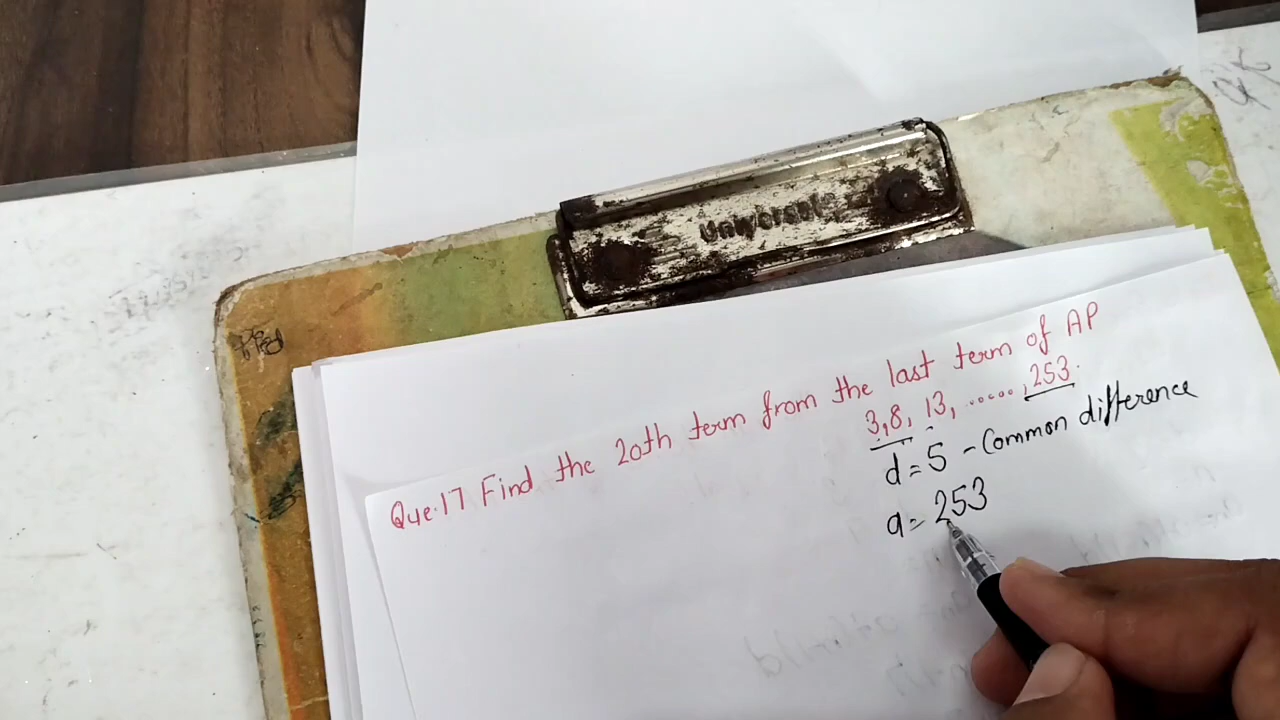 universal
Que.17 Find the 20th term from the last term of AP
3,8, 13, ......, 253.
d = 5 - Common difference
a = 253